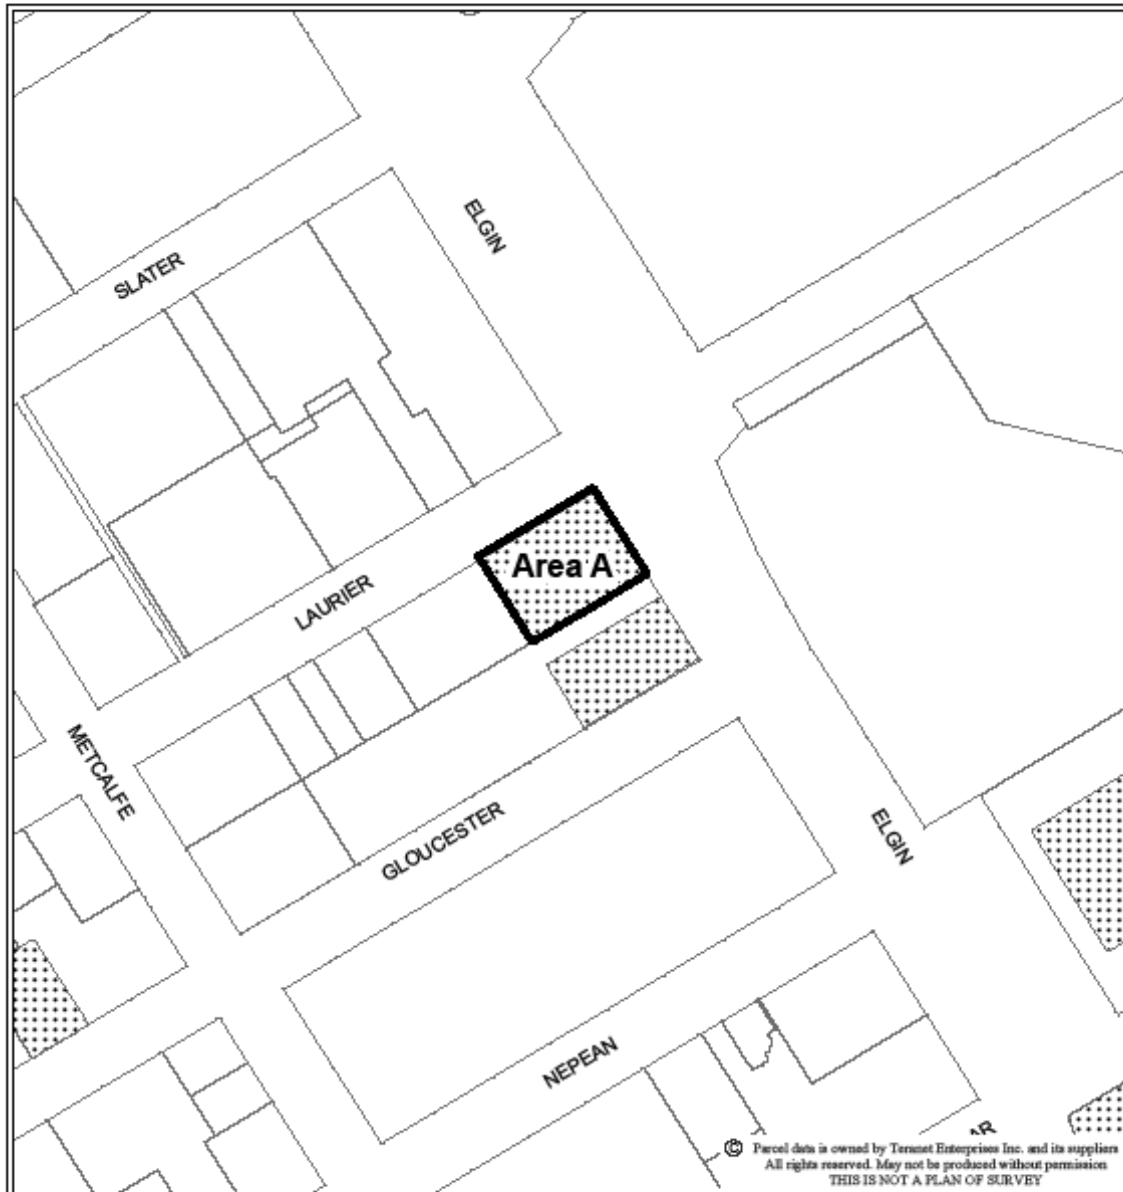 ELGIN
SLATER
Area A
LAURIER
METCALFE
GLOUCESTER
ELGIN
NEPEAN
AR
© Parcel data is owned by Teranet Enterprises Inc. and its suppliers
All rights reserved. May not be produced without permission
THIS IS NOT A PLAN OF SURVEY